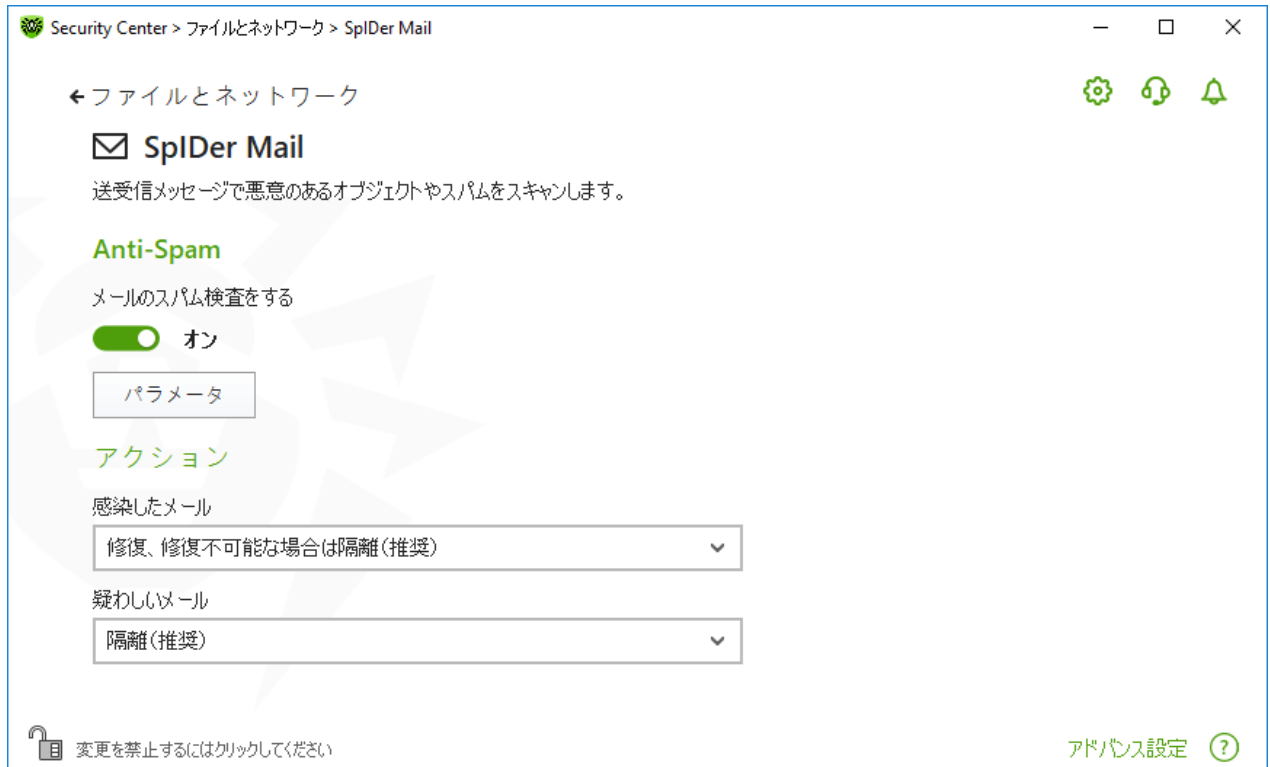 Security Center > ファイルとネットワーク > SpIDer Mail
ファイルとネットワーク
SpIDer Mail
送受信メッセージで悪意のあるオブジェクトやスパムをスキャンします。
Anti-Spam
メールのスパム検査をする
オン
パラメータ
アクション
感染したメール
修復、修復不可能な場合は隔離(推奨)
疑わしいメール
隔離(推奨)
変更を禁止するにはクリックしてください
アドバンス設定 ?